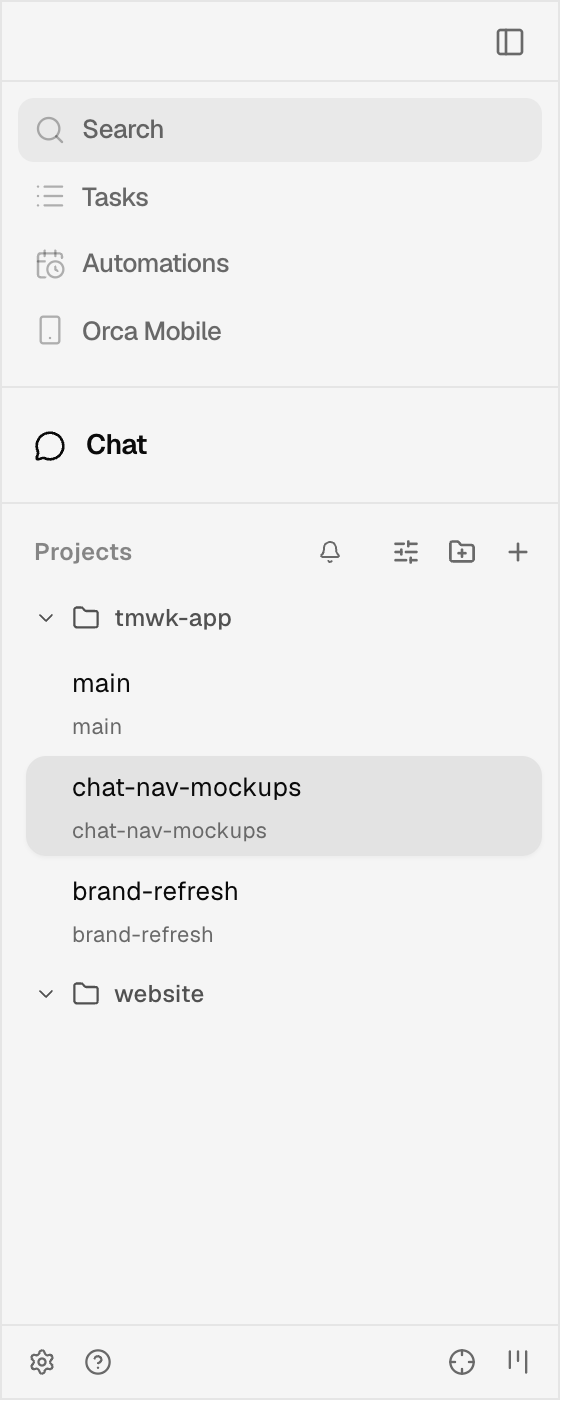 Search
Tasks
Automations
Orca Mobile
Chat
Projects
tmwk-app
main
main
chat-nav-mockups
chat-nav-mockups
brand-refresh
brand-refresh
website